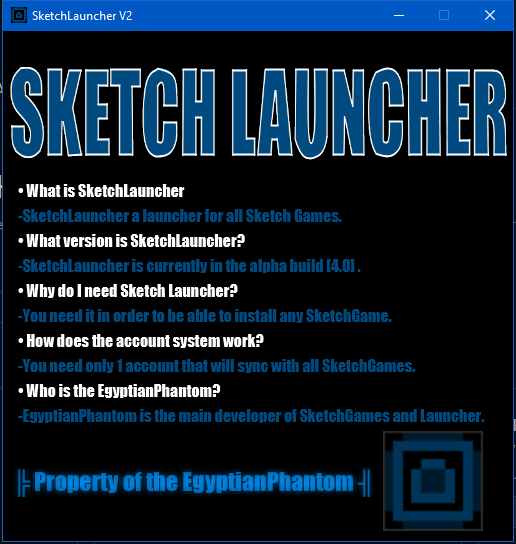 SketchLauncher V2
SKETCH LAUNCHER
• What is SketchLauncher
-SketchLauncher a launcher for all Sketch Games.
• What version is SketchLauncher?
-SketchLauncher is currently in the alpha build [4.0] .
• Why do I need Sketch Launcher?
-You need it in order to be able to install any SketchGame.
• How does the account system work?
-You need only 1 account that will sync with all SketchGames.
• Who is the EgyptianPhantom?
-EgyptianPhantom is the main developer of SketchGames and Launcher.
╠ Property of the EgyptianPhantom ╣